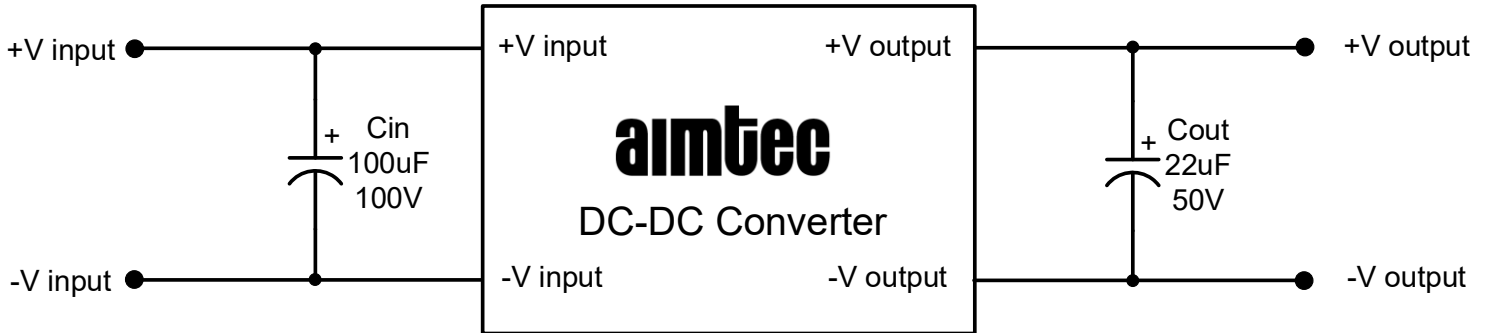 +V input
+V input
+V output
+V output
+ Cin
100uF
100V
aimtec
DC-DC Converter
+ Cout
22uF
50V
-V input
-V input
-V output
-V output